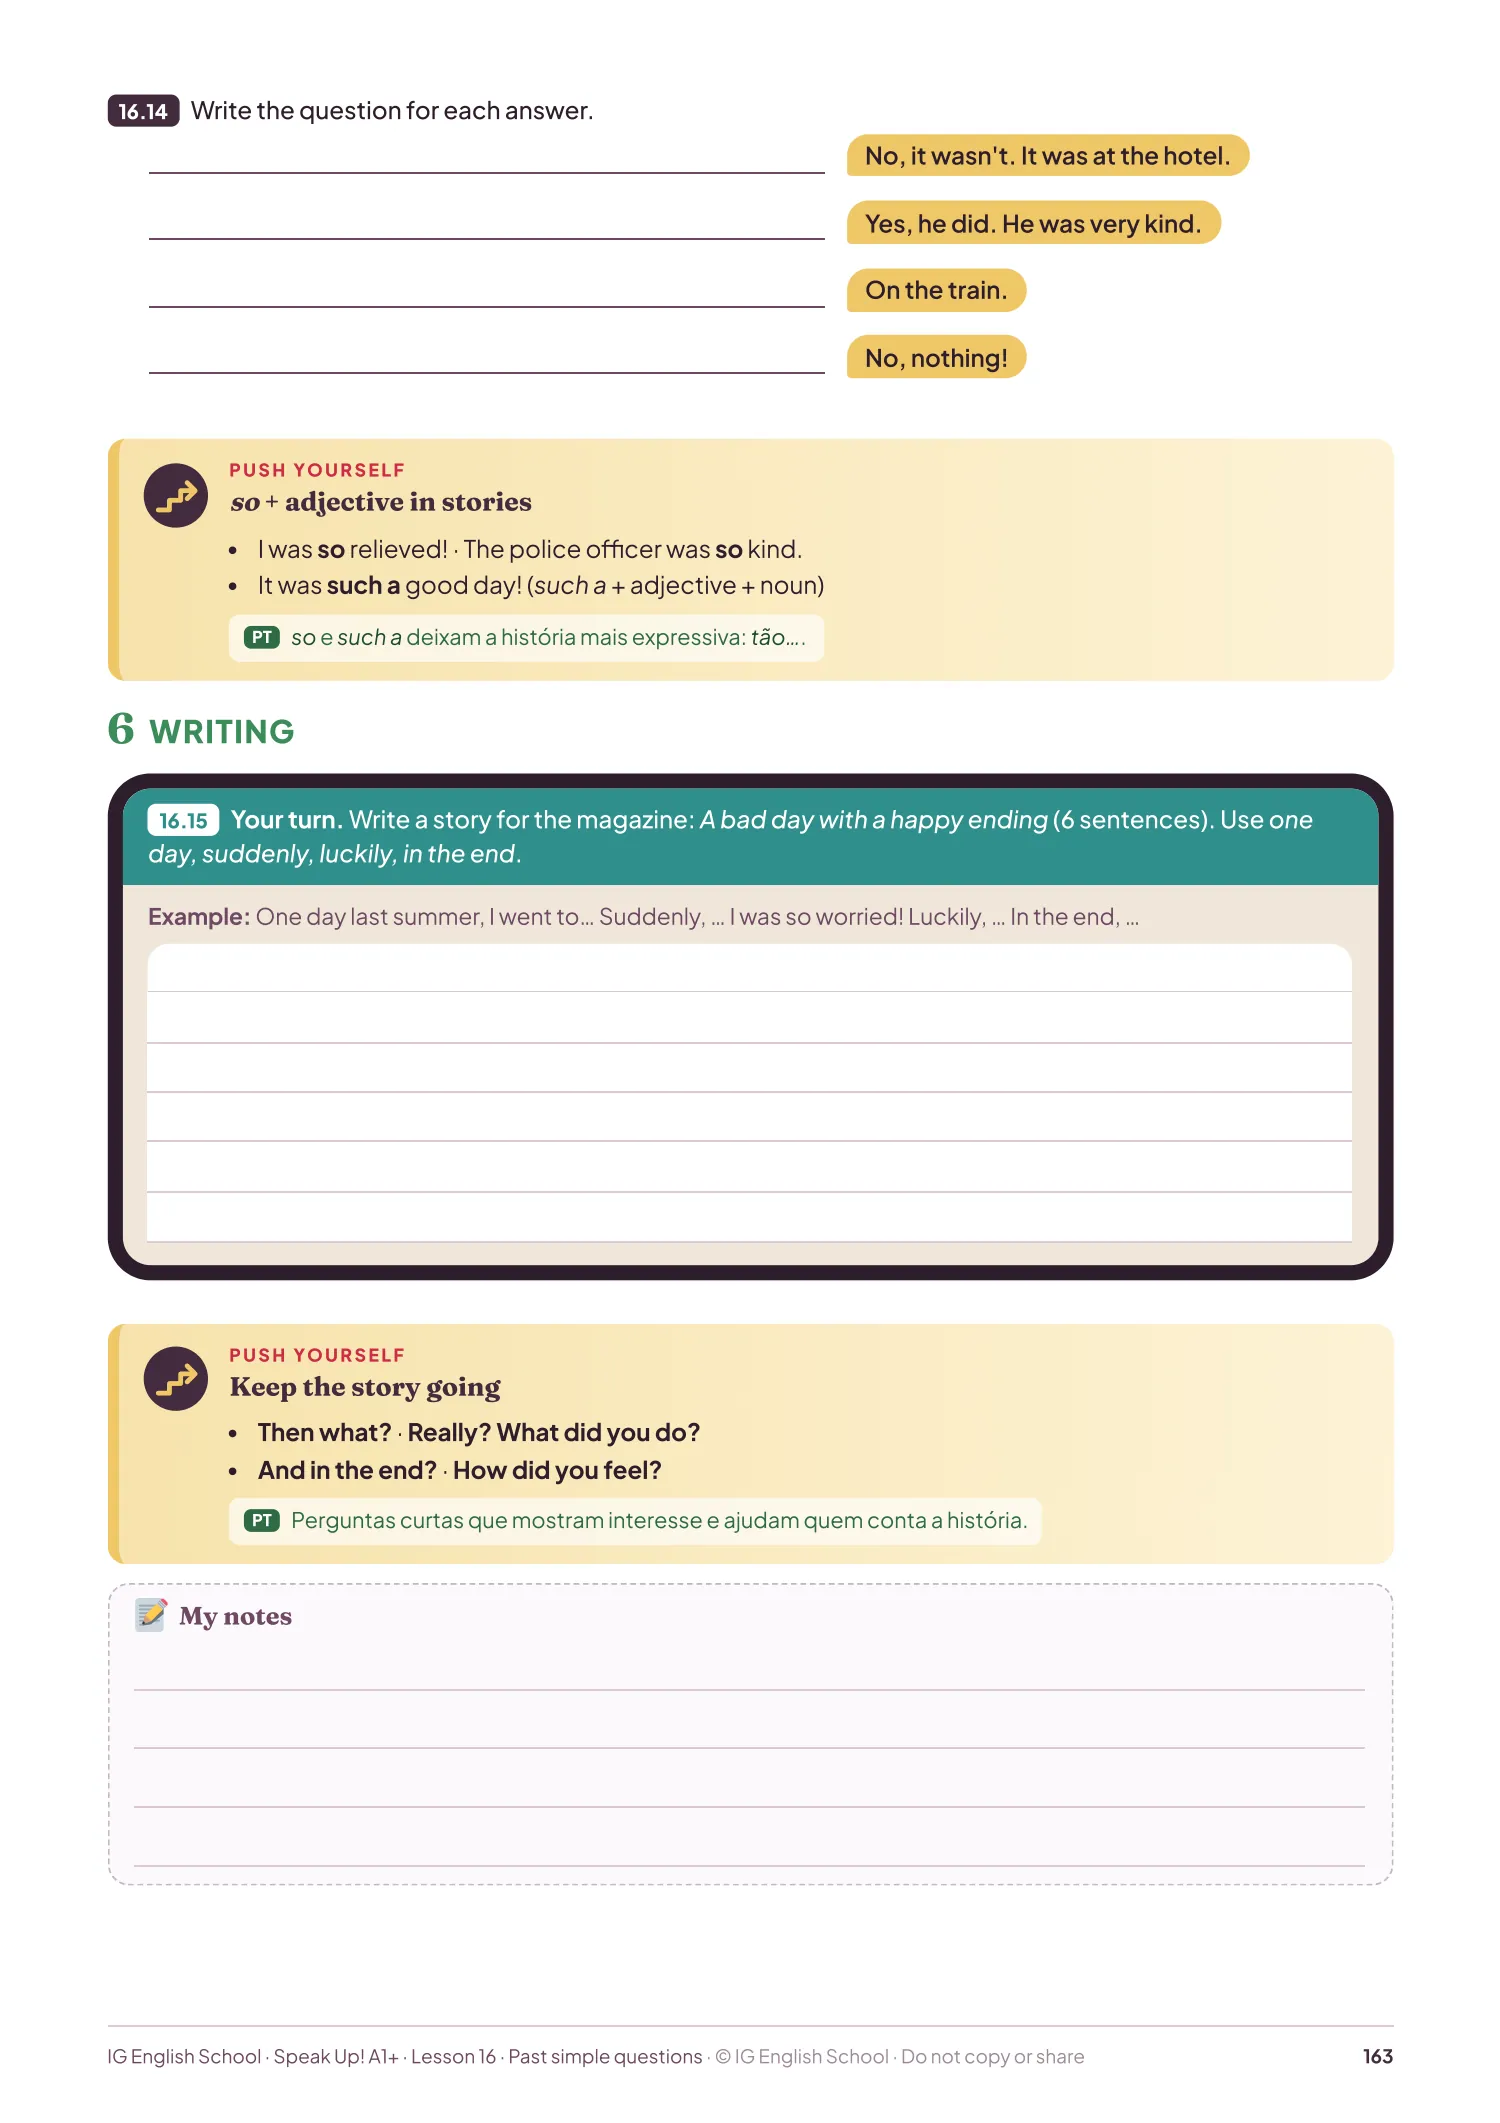 16.14 Write the question for each answer.
No, it wasn't. It was at the hotel.
Yes, he did. He was very kind.
On the train.
No, nothing!
PUSH YOURSELF
so + adjective in stories
• I was so relieved! · The police officer was so kind.
• It was such a good day! (such a + adjective + noun)
PT so e such a deixam a história mais expressiva: tão….
6 WRITING
16.15 Your turn. Write a story for the magazine: A bad day with a happy ending (6 sentences). Use one
day, suddenly, luckily, in the end.
Example: One day last summer, I went to… Suddenly, … I was so worried! Luckily, … In the end, …
PUSH YOURSELF
Keep the story going
• Then what? · Really? What did you do?
• And in the end? · How did you feel?
PT Perguntas curtas que mostram interesse e ajudam quem conta a história.
My notes
IG English School · Speak Up! A1+ · Lesson 16 · Past simple questions · © IG English School · Do not copy or share 163